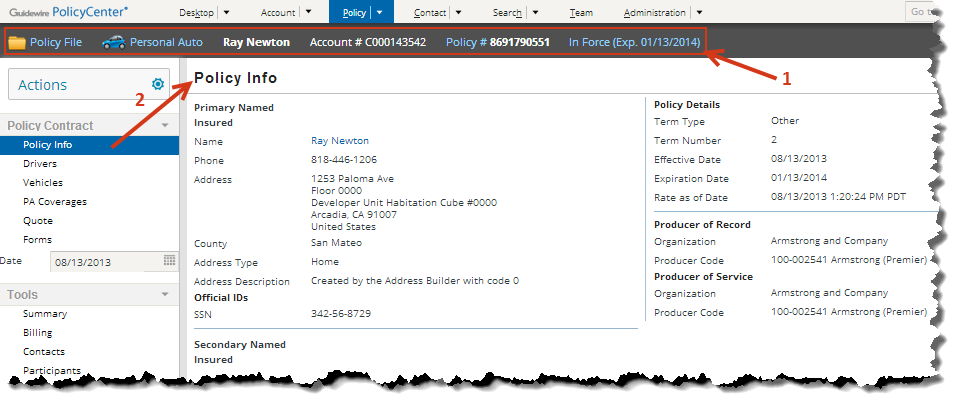 Guidewire PolicyCenter® Desktop Account Policy Contact Search Team Administration Go to
Policy File Personal Auto Ray Newton Account # C000143542 Policy # 8691790551 In Force (Exp. 01/13/2014)
1
Actions
2
Policy Contract
Policy Info
Drivers
Vehicles
PA Coverages
Quote
Forms
Date 08/13/2013
Tools
Summary
Billing
Contacts
Participants
Policy Info
Primary Named
Insured
Name Ray Newton
Phone 818-446-1206
Address 1253 Paloma Ave
Floor 0000
Developer Unit Habitation Cube #0000
Arcadia, CA 91007
United States
County San Mateo
Address Type Home
Address Description Created by the Address Builder with code 0
Official IDs
SSN 342-56-8729
Secondary Named
Insured
Policy Details
Term Type Other
Term Number 2
Effective Date 08/13/2013
Expiration Date 01/13/2014
Rate as of Date 08/13/2013 1:20:24 PM PDT
Producer of Record
Organization Armstrong and Company
Producer Code 100-002541 Armstrong (Premier)
Producer of Service
Organization Armstrong and Company
Producer Code 100-002541 Armstrong (Premier)